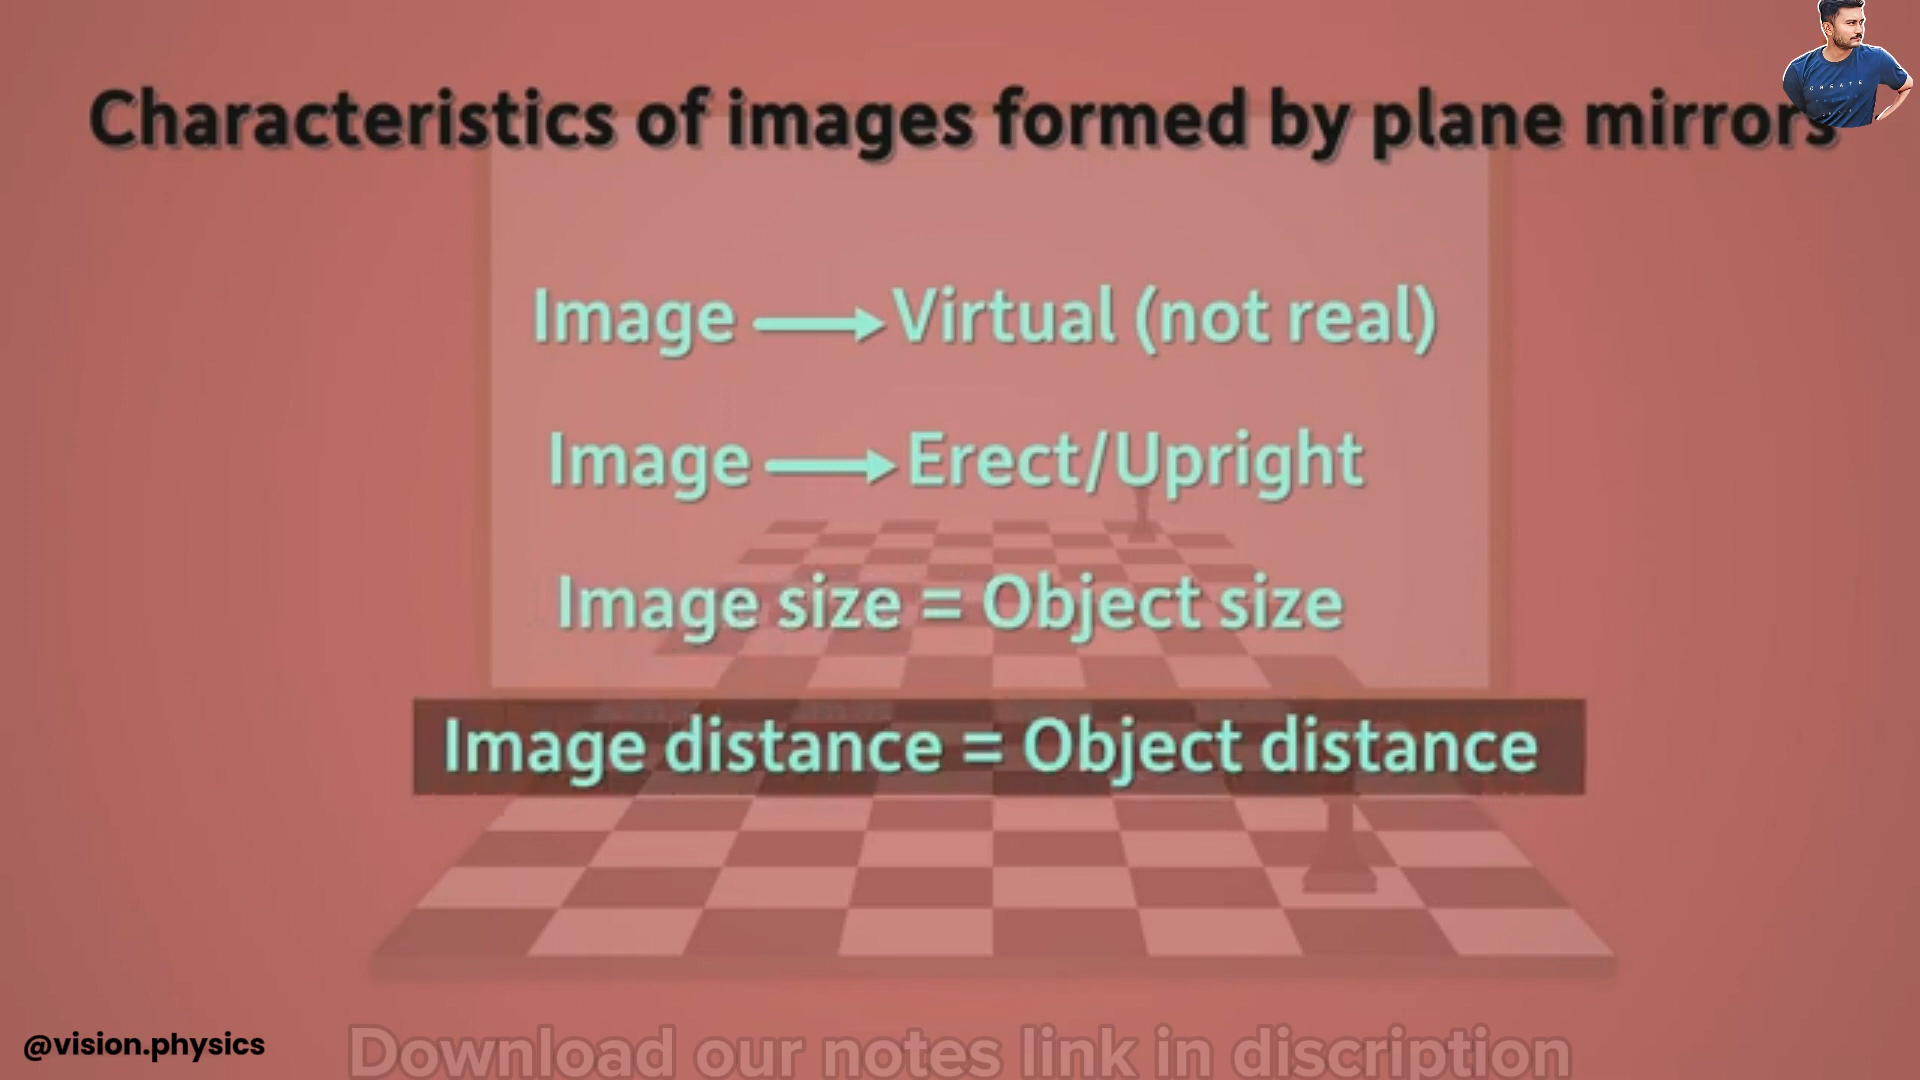 Characteristics of images formed by plane mirrors
CREATE
Image → Virtual (not real)
Image → Erect/Upright
Image size = Object size
Image distance = Object distance
@vision.physics
Download our notes link in discription